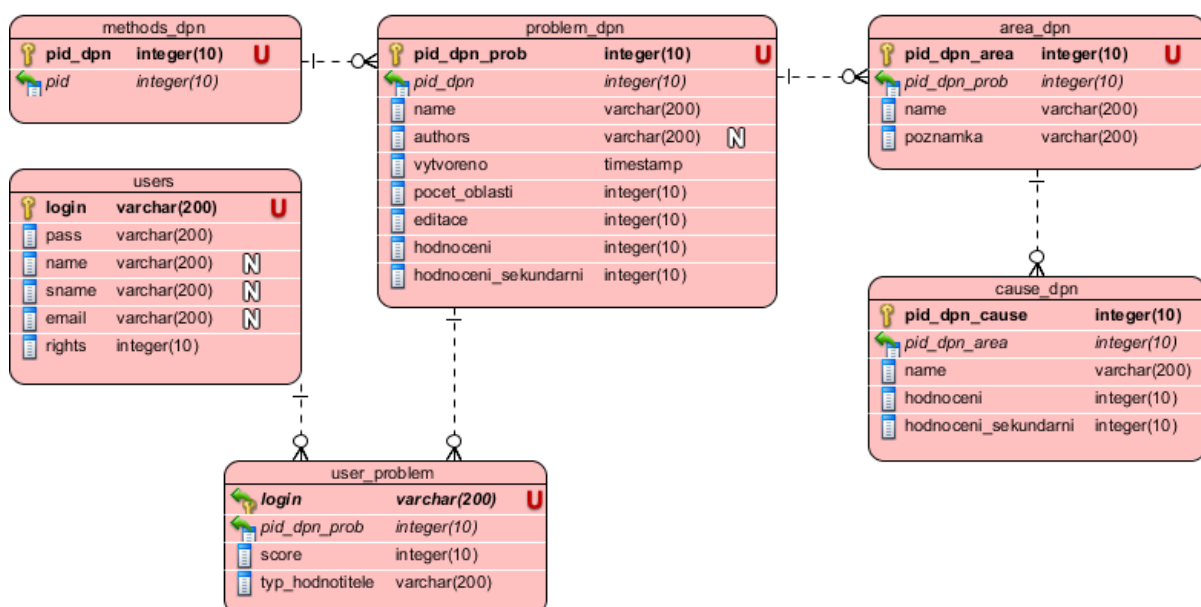 methods_dpn
pid_dpn integer(10) U
pid integer(10)
problem_dpn
pid_dpn_prob integer(10) U
pid_dpn integer(10)
name varchar(200)
authors varchar(200) N
vytvoreno timestamp
pocet_oblasti integer(10)
editace integer(10)
hodnoceni integer(10)
hodnoceni_sekundarni integer(10)
area_dpn
pid_dpn_area integer(10) U
pid_dpn_prob integer(10)
name varchar(200)
poznamka varchar(200)
users
login varchar(200) U
pass varchar(200)
name varchar(200) N
sname varchar(200) N
email varchar(200) N
rights integer(10)
cause_dpn
pid_dpn_cause integer(10)
pid_dpn_area integer(10)
name varchar(200)
hodnoceni integer(10)
hodnoceni_sekundarni integer(10)
user_problem
login varchar(200) U
pid_dpn_prob integer(10)
score integer(10)
typ_hodnotitele varchar(200)